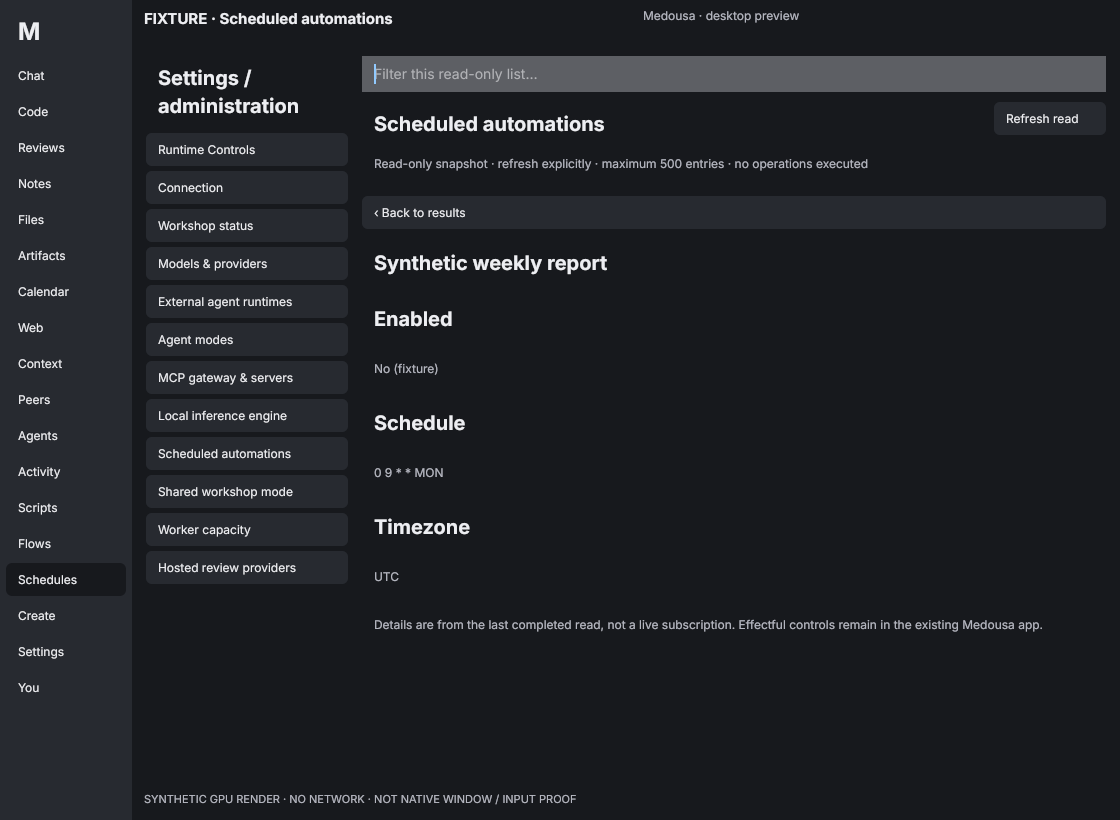 M
Chat
Code
Reviews
Notes
Files
Artifacts
Calendar
Web
Context
Peers
Agents
Activity
Scripts
Flows
Schedules
Create
Settings
You
FIXTURE · Scheduled automations
Medousa · desktop preview
Settings /
administration
Runtime Controls
Connection
Workshop status
Models & providers
External agent runtimes
Agent modes
MCP gateway & servers
Local inference engine
Scheduled automations
Shared workshop mode
Worker capacity
Hosted review providers
Filter this read-only list...
Scheduled automations
Refresh read
Read-only snapshot · refresh explicitly · maximum 500 entries · no operations executed
‹ Back to results
Synthetic weekly report
Enabled
No (fixture)
Schedule
0 9 * * MON
Timezone
UTC
Details are from the last completed read, not a live subscription. Effectful controls remain in the existing Medousa app.
SYNTHETIC GPU RENDER · NO NETWORK · NOT NATIVE WINDOW / INPUT PROOF